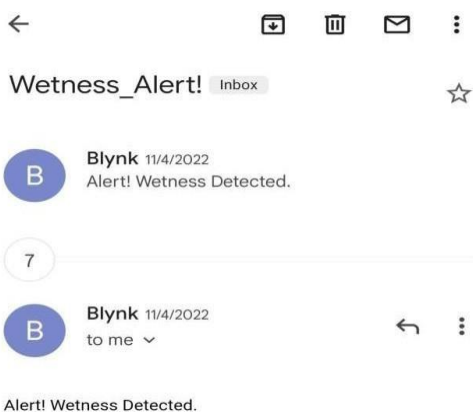 Wetness_Alert! Inbox
B
Blynk 11/4/2022
Alert! Wetness Detected.
7
B
Blynk 11/4/2022
to me
Alert! Wetness Detected.